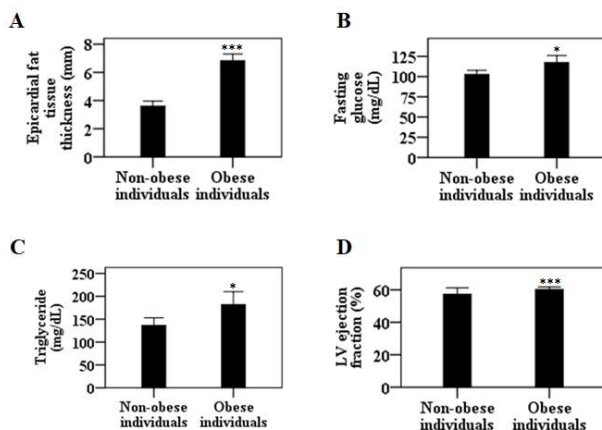 A
Epicardial fat
tissue
thickness (mm)
8
6
4
2
0
***
Non-obese
individuals
Obese
individuals
B
Fasting
glucose
(mg/dL)
125
100
75
50
25
0
*
Non-obese
individuals
Obese
individuals
C
Triglyceride
(mg/dL)
250
200
150
100
50
0
*
Non-obese
individuals
Obese
individuals
D
LV ejection
fraction (%)
60
40
20
0
***
Non-obese
individuals
Obese
individuals